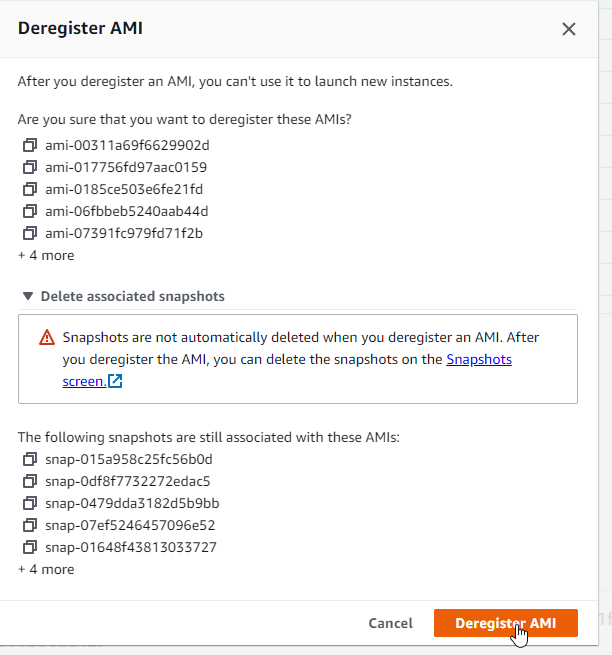 Deregister AMI
After you deregister an AMI, you can't use it to launch new instances.
Are you sure that you want to deregister these AMIs?
ami-00311a69f6629902d
ami-017756fd97aac0159
ami-0185ce503e6fe21fd
ami-06fbbeb5240aab44d
ami-07391fc979fd71f2b
+ 4 more
Delete associated snapshots
Snapshots are not automatically deleted when you deregister an AMI. After
you deregister the AMI, you can delete the snapshots on the Snapshots
screen.
The following snapshots are still associated with these AMIs:
snap-015a958c25fc56b0d
snap-0df8f7732272edac5
snap-0479dda3182d5b9bb
snap-07ef5246457096e52
snap-01648f43813033727
+ 4 more
Cancel
Deregister AMI